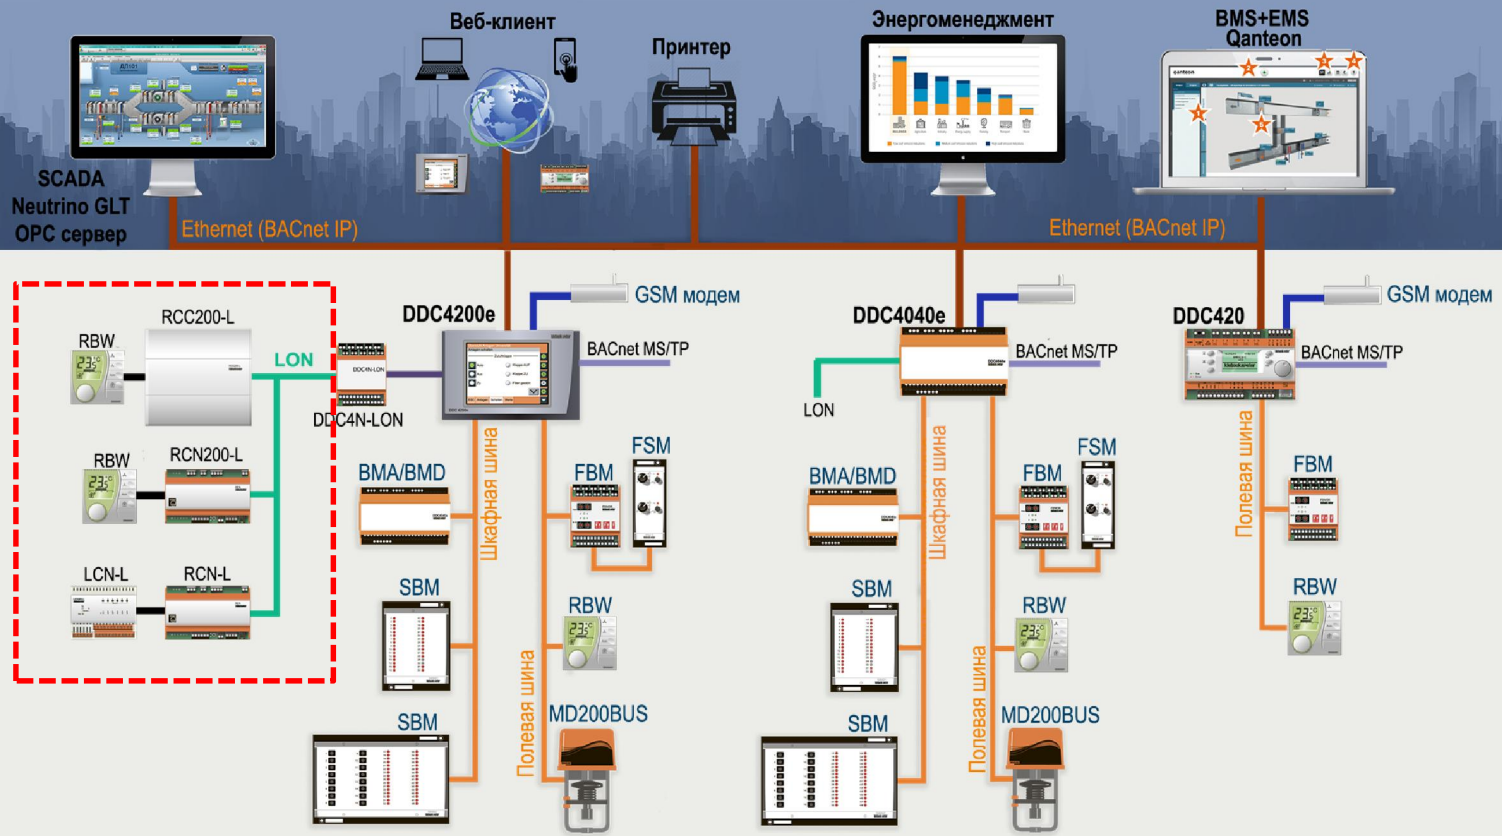 Веб-клиент
Принтер
Энергоменеджмент
BMS+EMS
Qanteon
qanteon
SCADA
Neutrino GLT
OPC сервер
Ethernet (BACnet IP)
Ethernet (BACnet IP)
GSM модем
GSM модем
DDC4200e
DDC4040e
DDC420
RCC200-L
RBW
LON
DDC4N-LON
DDC4N-LON
BACnet MS/TP
BACnet MS/TP
BACnet MS/TP
LON
RBW
RCN200-L
LCN-L
RCN-L
BMA/BMD
Шкафная шина
FBM
FSM
SBM
RBW
SBM
Полевая шина
MD200BUS
BMA/BMD
Шкафная шина
FBM
FSM
SBM
RBW
SBM
Полевая шина
MD200BUS
Полевая шина
FBM
RBW